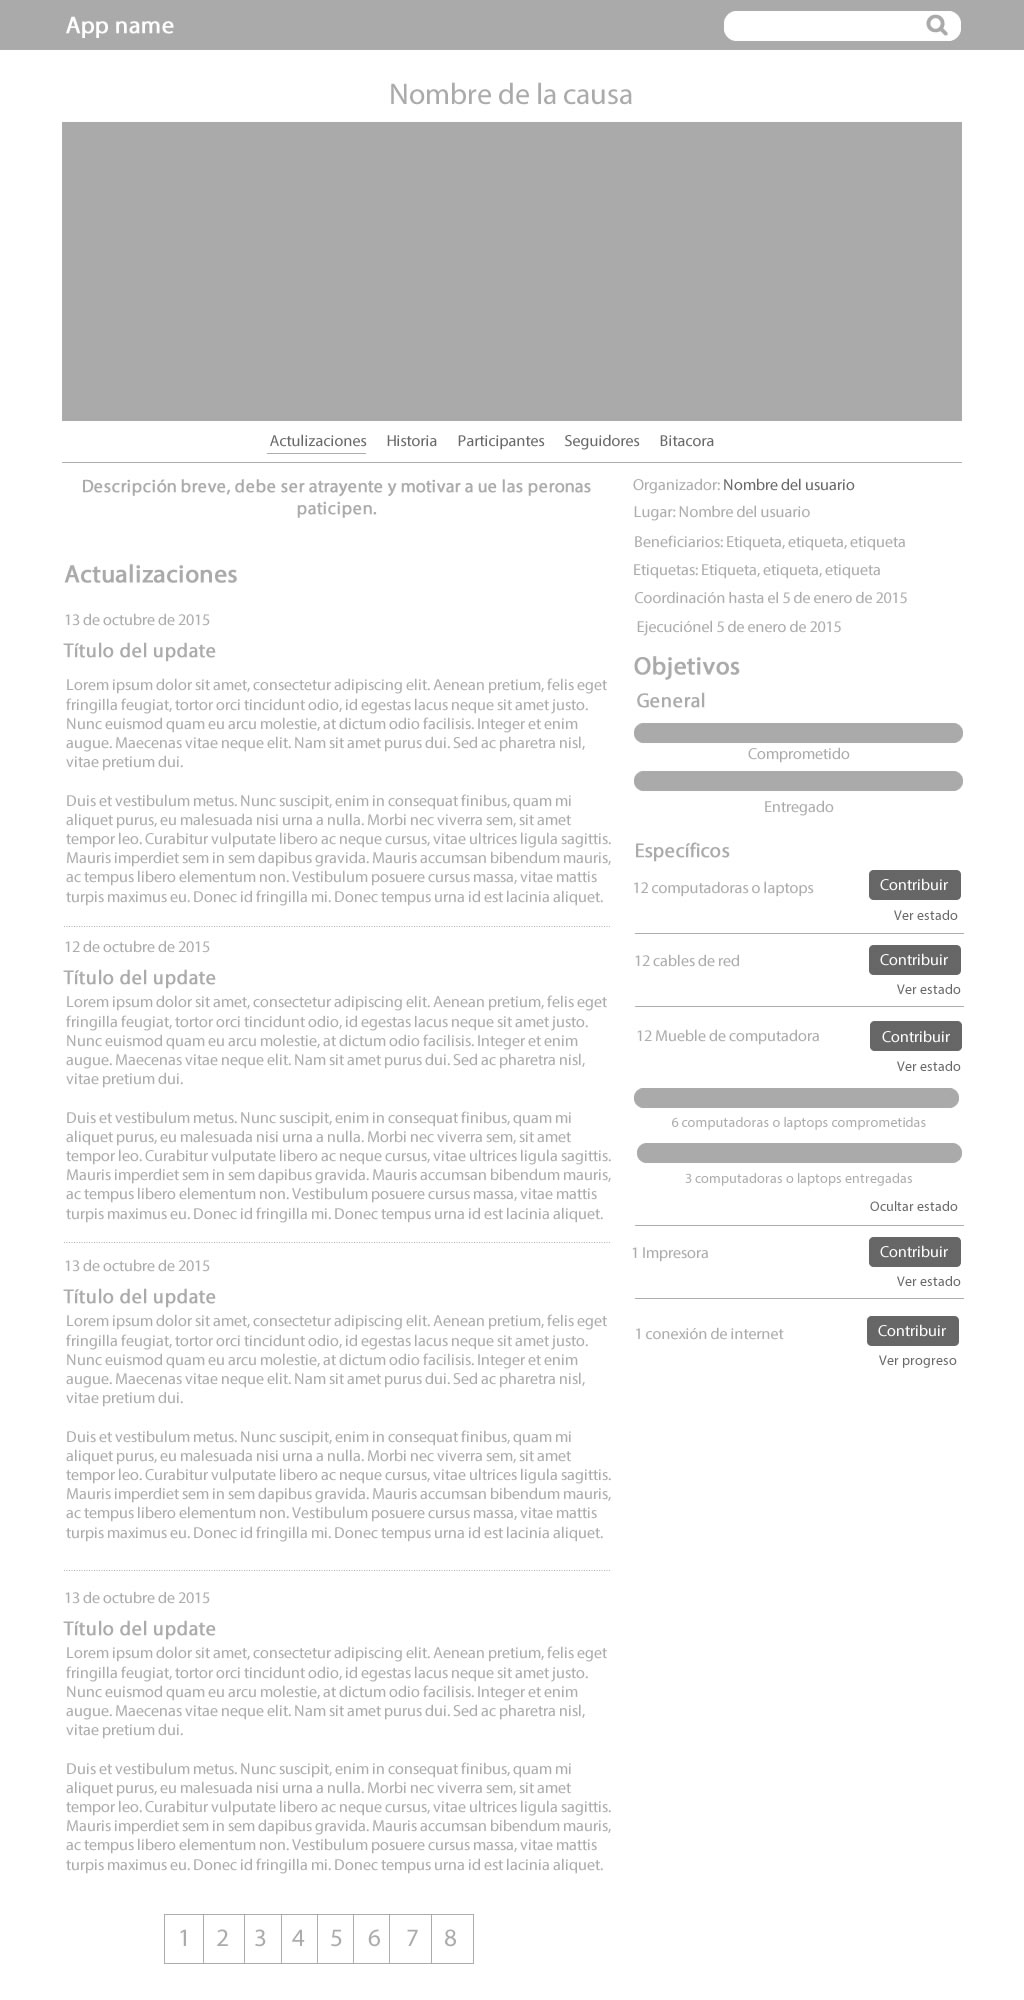 App name
Nombre de la causa
Actulizaciones Historia Participantes Seguidores Bitacora
Descripción breve, debe ser atrayente y motivar a ue las peronas
paticipen.
Actualizaciones
13 de octubre de 2015
Título del update
Lorem ipsum dolor sit amet, consectetur adipiscing elit. Aenean pretium, felis eget
fringilla feugiat, tortor orci tincidunt odio, id egestas lacus neque sit amet justo.
Nunc euismod quam eu arcu molestie, at dictum odio facilisis. Integer et enim
augue. Maecenas vitae neque elit. Nam sit amet purus dui. Sed ac pharetra nisl,
vitae pretium dui.
Duis et vestibulum metus. Nunc suscipit, enim in consequat finibus, quam mi
aliquet purus, eu malesuada nisi urna a nulla. Morbi nec viverra sem, sit amet
tempor leo. Curabitur vulputate libero ac neque cursus, vitae ultrices ligula sagittis.
Mauris imperdiet sem in sem dapibus gravida. Mauris accumsan bibendum mauris,
ac tempus libero elementum non. Vestibulum posuere cursus massa, vitae mattis
turpis maximus eu. Donec id fringilla mi. Donec tempus urna id est lacinia aliquet.
12 de octubre de 2015
Título del update
Lorem ipsum dolor sit amet, consectetur adipiscing elit. Aenean pretium, felis eget
fringilla feugiat, tortor orci tincidunt odio, id egestas lacus neque sit amet justo.
Nunc euismod quam eu arcu molestie, at dictum odio facilisis. Integer et enim
augue. Maecenas vitae neque elit. Nam sit amet purus dui. Sed ac pharetra nisl,
vitae pretium dui.
Duis et vestibulum metus. Nunc suscipit, enim in consequat finibus, quam mi
aliquet purus, eu malesuada nisi urna a nulla. Morbi nec viverra sem, sit amet
tempor leo. Curabitur vulputate libero ac neque cursus, vitae ultrices ligula sagittis.
Mauris imperdiet sem in sem dapibus gravida. Mauris accumsan bibendum mauris,
ac tempus libero elementum non. Vestibulum posuere cursus massa, vitae mattis
turpis maximus eu. Donec id fringilla mi. Donec tempus urna id est lacinia aliquet.
13 de octubre de 2015
Título del update
Lorem ipsum dolor sit amet, consectetur adipiscing elit. Aenean pretium, felis eget
fringilla feugiat, tortor orci tincidunt odio, id egestas lacus neque sit amet justo.
Nunc euismod quam eu arcu molestie, at dictum odio facilisis. Integer et enim
augue. Maecenas vitae neque elit. Nam sit amet purus dui. Sed ac pharetra nisl,
vitae pretium dui.
Duis et vestibulum metus. Nunc suscipit, enim in consequat finibus, quam mi
aliquet purus, eu malesuada nisi urna a nulla. Morbi nec viverra sem, sit amet
tempor leo. Curabitur vulputate libero ac neque cursus, vitae ultrices ligula sagittis.
Mauris imperdiet sem in sem dapibus gravida. Mauris accumsan bibendum mauris,
ac tempus libero elementum non. Vestibulum posuere cursus massa, vitae mattis
turpis maximus eu. Donec id fringilla mi. Donec tempus urna id est lacinia aliquet.
13 de octubre de 2015
Título del update
Lorem ipsum dolor sit amet, consectetur adipiscing elit. Aenean pretium, felis eget
fringilla feugiat, tortor orci tincidunt odio, id egestas lacus neque sit amet justo.
Nunc euismod quam eu arcu molestie, at dictum odio facilisis. Integer et enim
augue. Maecenas vitae neque elit. Nam sit amet purus dui. Sed ac pharetra nisl,
vitae pretium dui.
Duis et vestibulum metus. Nunc suscipit, enim in consequat finibus, quam mi
aliquet purus, eu malesuada nisi urna a nulla. Morbi nec viverra sem, sit amet
tempor leo. Curabitur vulputate libero ac neque cursus, vitae ultrices ligula sagittis.
Mauris imperdiet sem in sem dapibus gravida. Mauris accumsan bibendum mauris,
ac tempus libero elementum non. Vestibulum posuere cursus massa, vitae mattis
turpis maximus eu. Donec id fringilla mi. Donec tempus urna id est lacinia aliquet.
1 2 3 4 5 6 7 8
Organizador: Nombre del usuario
Lugar: Nombre del usuario
Beneficiarios: Etiqueta, etiqueta, etiqueta
Etiquetas: Etiqueta, etiqueta, etiqueta
Coordinación hasta el 5 de enero de 2015
Ejecuciónel 5 de enero de 2015
Objetivos
General
Comprometido
Entregado
Específicos
12 computadoras o laptops Contribuir
Ver estado
12 cables de red Contribuir
Ver estado
12 Mueble de computadora Contribuir
Ver estado
6 computadoras o laptops comprometidas
3 computadoras o laptops entregadas
Ocultar estado
1 Impresora Contribuir
Ver estado
1 conexión de internet Contribuir
Ver progreso